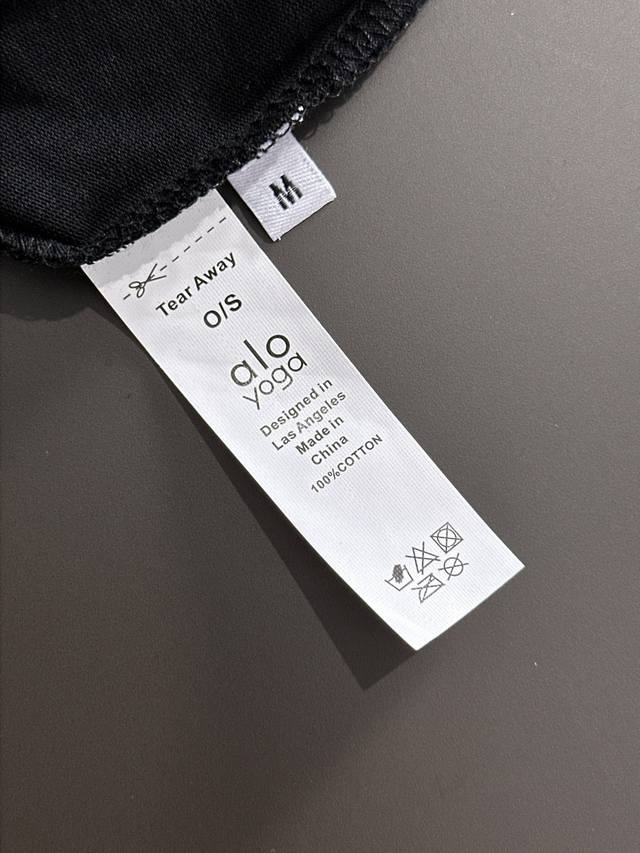 M
Tear Away
O/S
alo
yoga
Designed in
Las Angeles
Made in
China
100%COTTON